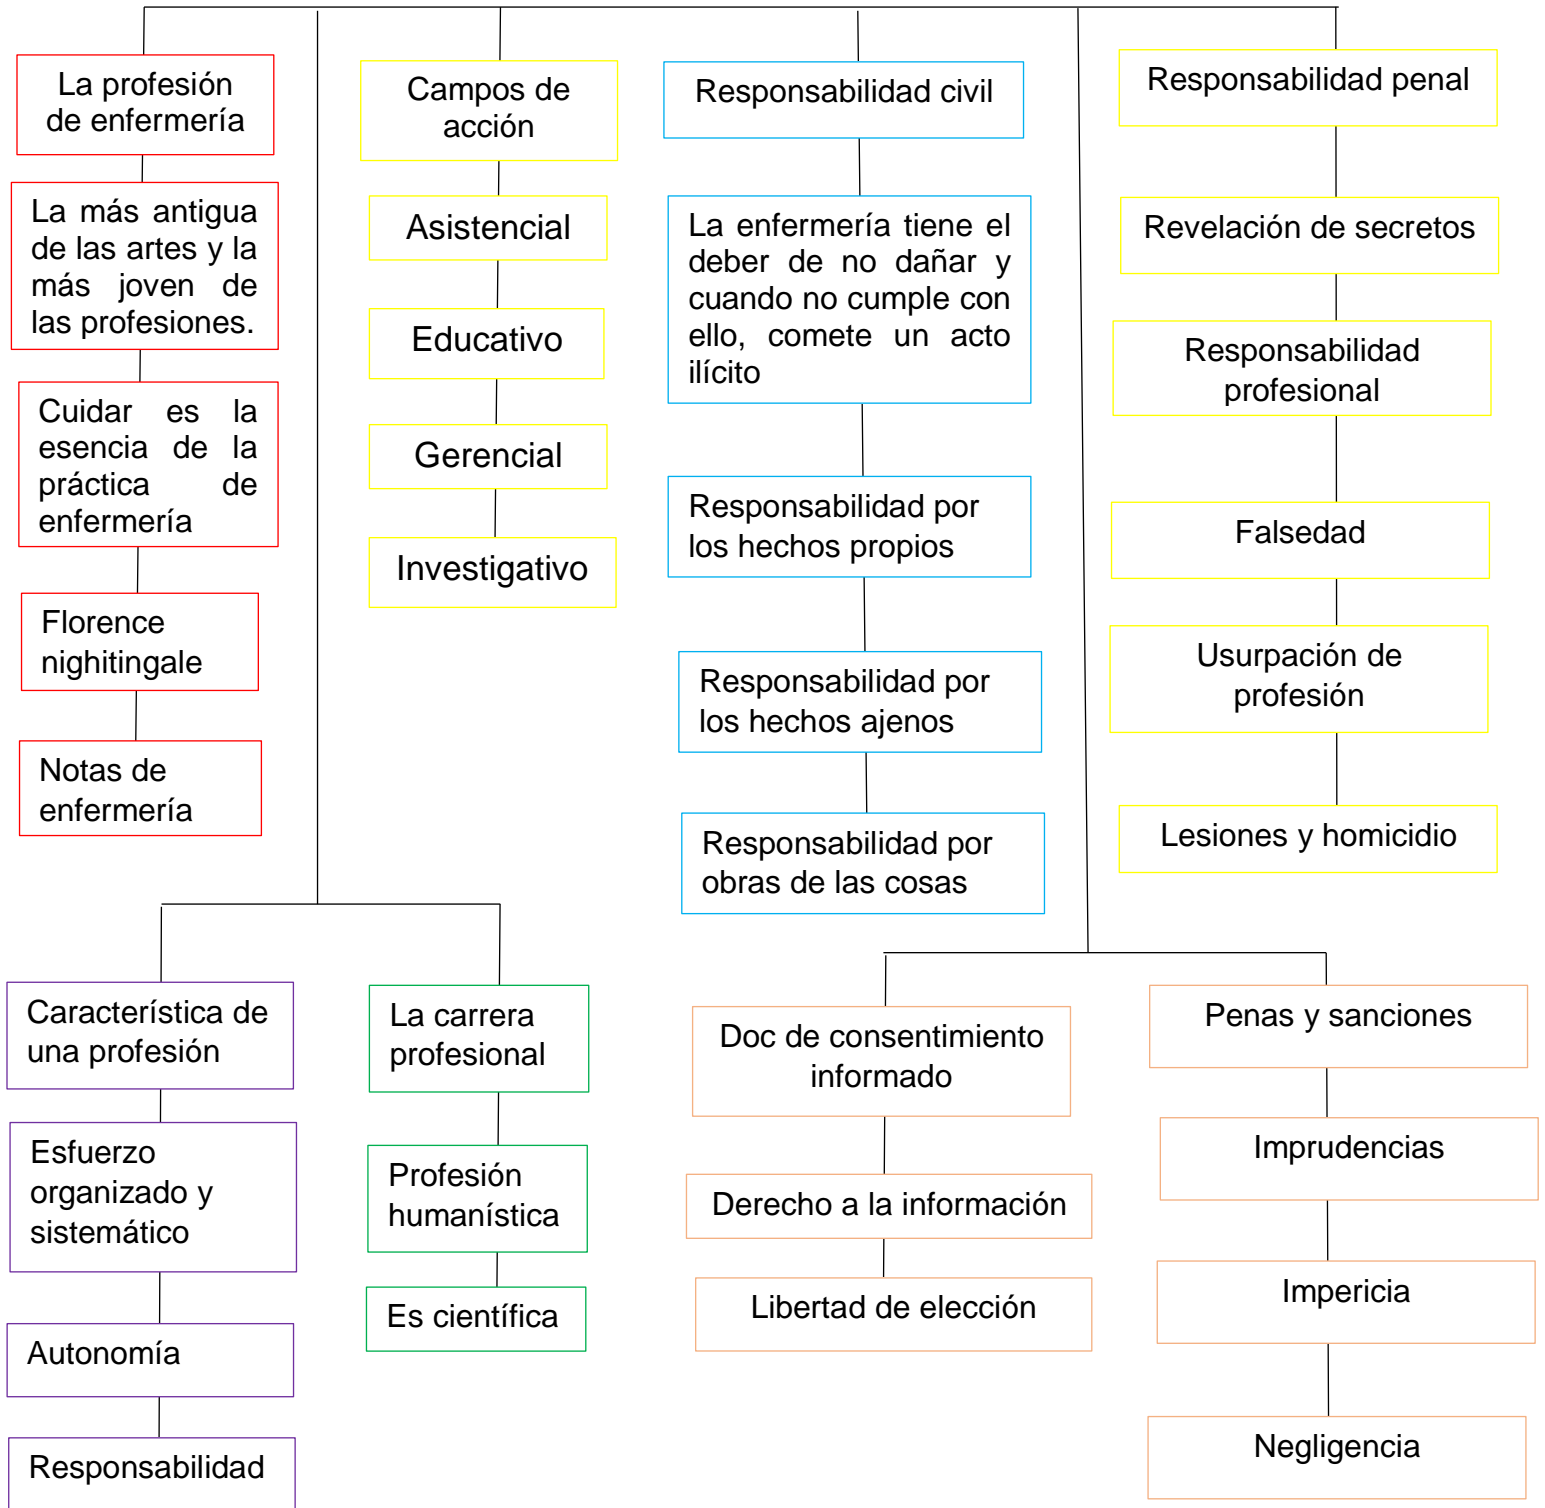 La profesión
de enfermería
La más antigua
de las artes y la
más joven de
las profesiones.
Cuidar es la
esencia de la
práctica de
enfermería
Florence
nighitingale
Notas de
enfermería
Campos de
acción
Asistencial
Educativo
Gerencial
Investigativo
Responsabilidad civil
La enfermería tiene el
deber de no dañar y
cuando no cumple con
ello, comete un acto
ilícito
Responsabilidad por
los hechos propios
Responsabilidad por
los hechos ajenos
Responsabilidad por
obras de las cosas
Responsabilidad penal
Revelación de secretos
Responsabilidad
profesional
Falsedad
Usurpación de
profesión
Lesiones y homicidio
Característica de
una profesión
Esfuerzo
organizado y
sistemático
Autonomía
Responsabilidad
La carrera
profesional
Profesión
humanística
Es científica
Doc de consentimiento
informado
Derecho a la información
Libertad de elección
Penas y sanciones
Imprudencias
Impericia
Negligencia